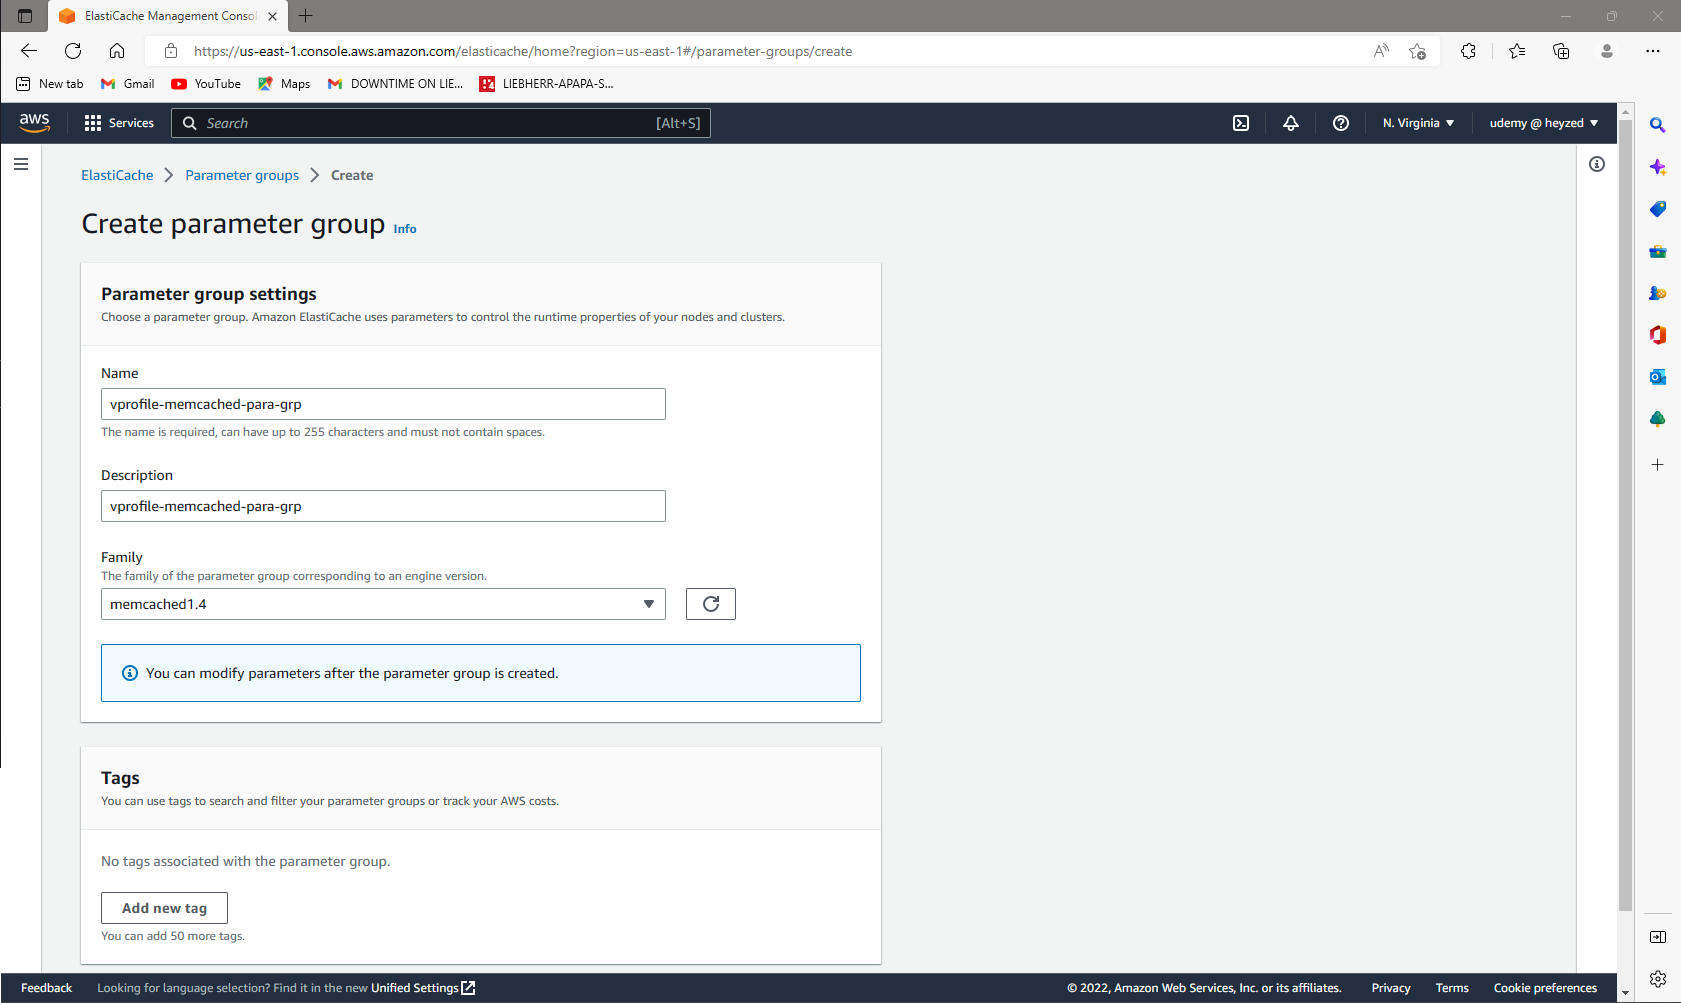 ElastiCache Management Consol
https://us-east-1.console.aws.amazon.com/elasticache/home?region=us-east-1#/parameter-groups/create
New tab
Gmail
YouTube
Maps
DOWNTIME ON LIE...
LIEBHERR-APAPA-S...
aws
Services
Search
[Alt+S]
N. Virginia
udemy @ heyzed
ElastiCache
Parameter groups
Create
Create parameter group Info
Parameter group settings
Choose a parameter group. Amazon ElastiCache uses parameters to control the runtime properties of your nodes and clusters.
Name
vprofile-memcached-para-grp
The name is required, can have up to 255 characters and must not contain spaces.
Description
vprofile-memcached-para-grp
Family
The family of the parameter group corresponding to an engine version.
memcached1.4
You can modify parameters after the parameter group is created.
Tags
You can use tags to search and filter your parameter groups or track your AWS costs.
No tags associated with the parameter group.
Add new tag
You can add 50 more tags.
Feedback
Looking for language selection? Find it in the new Unified Settings
© 2022, Amazon Web Services, Inc. or its affiliates.
Privacy
Terms
Cookie preferences